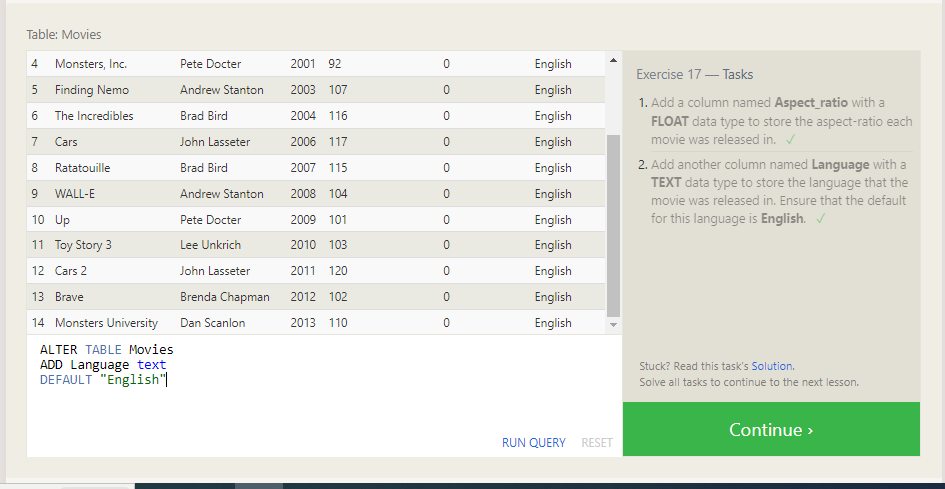 Table: Movies
4 Monsters, Inc. Pete Docter 2001 92 0 English
5 Finding Nemo Andrew Stanton 2003 107 0 English
6 The Incredibles Brad Bird 2004 116 0 English
7 Cars John Lasseter 2006 117 0 English
8 Ratatouille Brad Bird 2007 115 0 English
9 WALL-E Andrew Stanton 2008 104 0 English
10 Up Pete Docter 2009 101 0 English
11 Toy Story 3 Lee Unkrich 2010 103 0 English
12 Cars 2 John Lasseter 2011 120 0 English
13 Brave Brenda Chapman 2012 102 0 English
14 Monsters University Dan Scanlon 2013 110 0 English
ALTER TABLE Movies
ADD Language text
DEFAULT "English"
RUN QUERY RESET
Exercise 17 — Tasks
1. Add a column named Aspect_ratio with a
FLOAT data type to store the aspect-ratio each
movie was released in. ✓
2. Add another column named Language with a
TEXT data type to store the language that the
movie was released in. Ensure that the default
for this language is English. ✓
Stuck? Read this task's Solution.
Solve all tasks to continue to the next lesson.
Continue ›